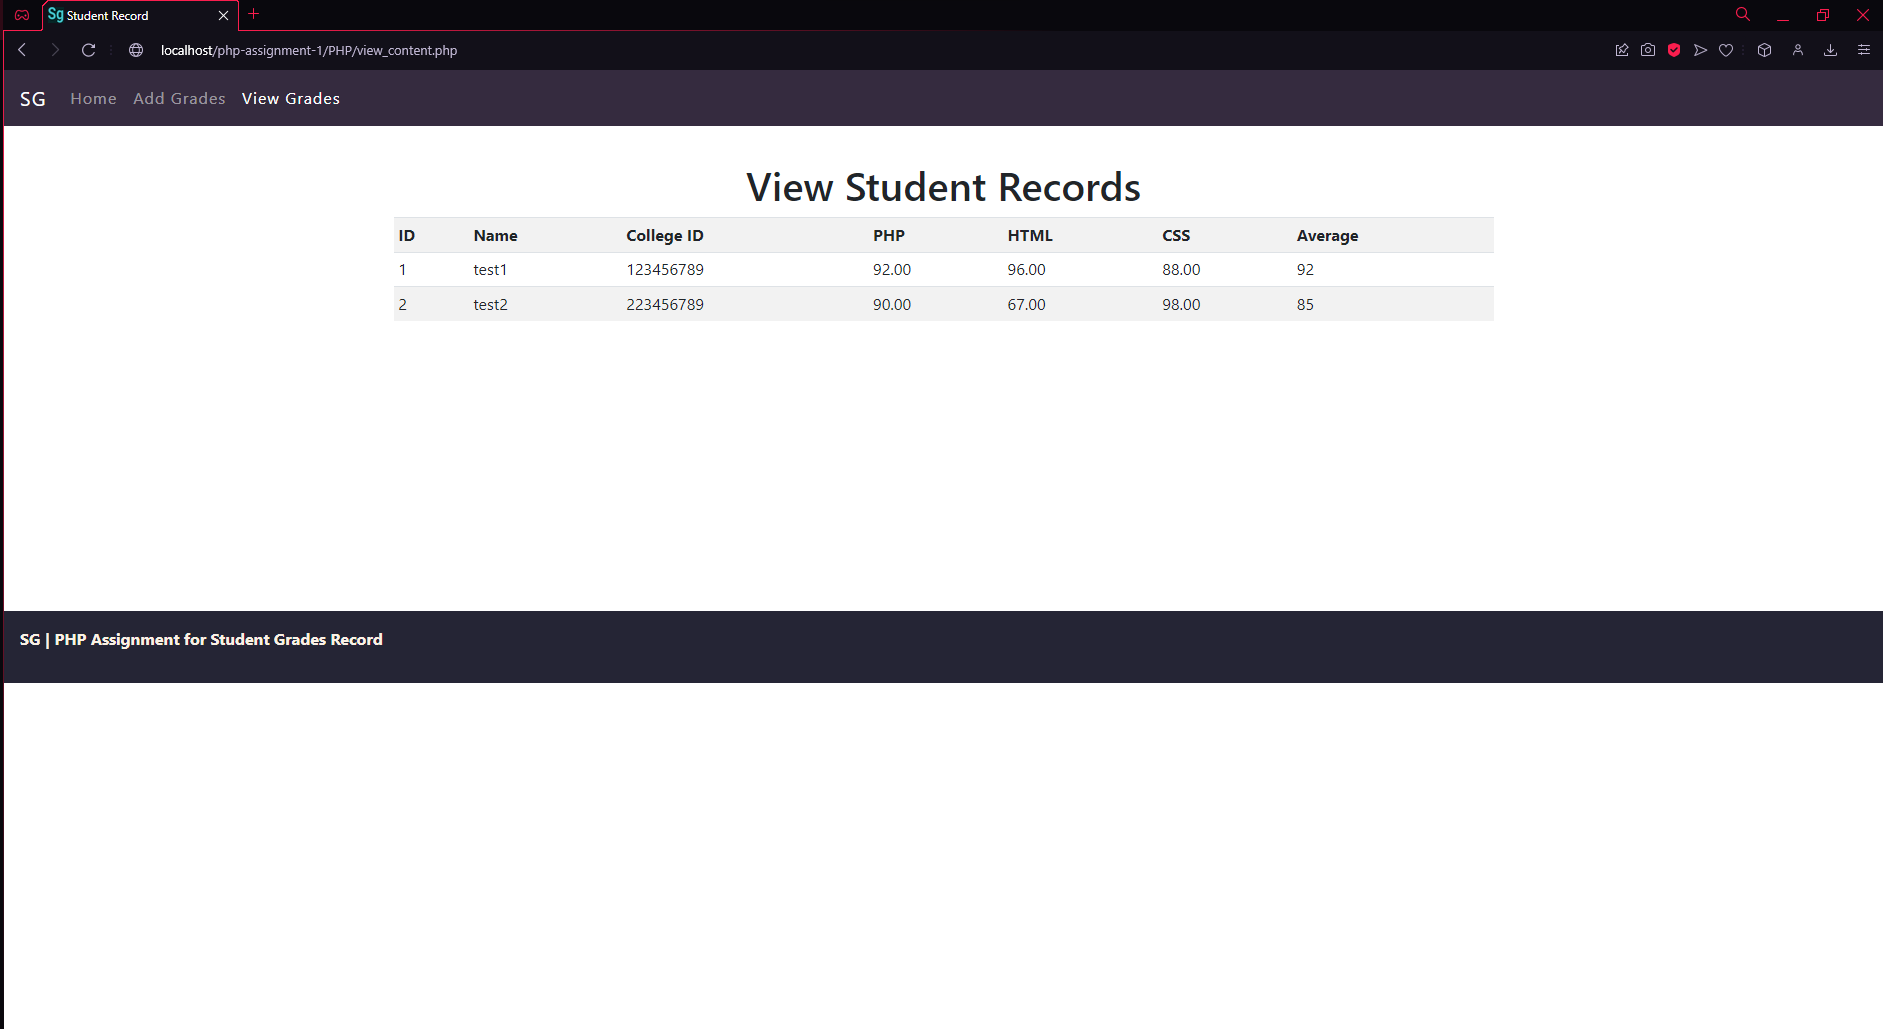 Sg Student Record
localhost/php-assignment-1/PHP/view_content.php
SG Home Add Grades View Grades
View Student Records
ID Name College ID PHP HTML CSS Average
1 test1 123456789 92.00 96.00 88.00 92
2 test2 223456789 90.00 67.00 98.00 85
SG | PHP Assignment for Student Grades Record